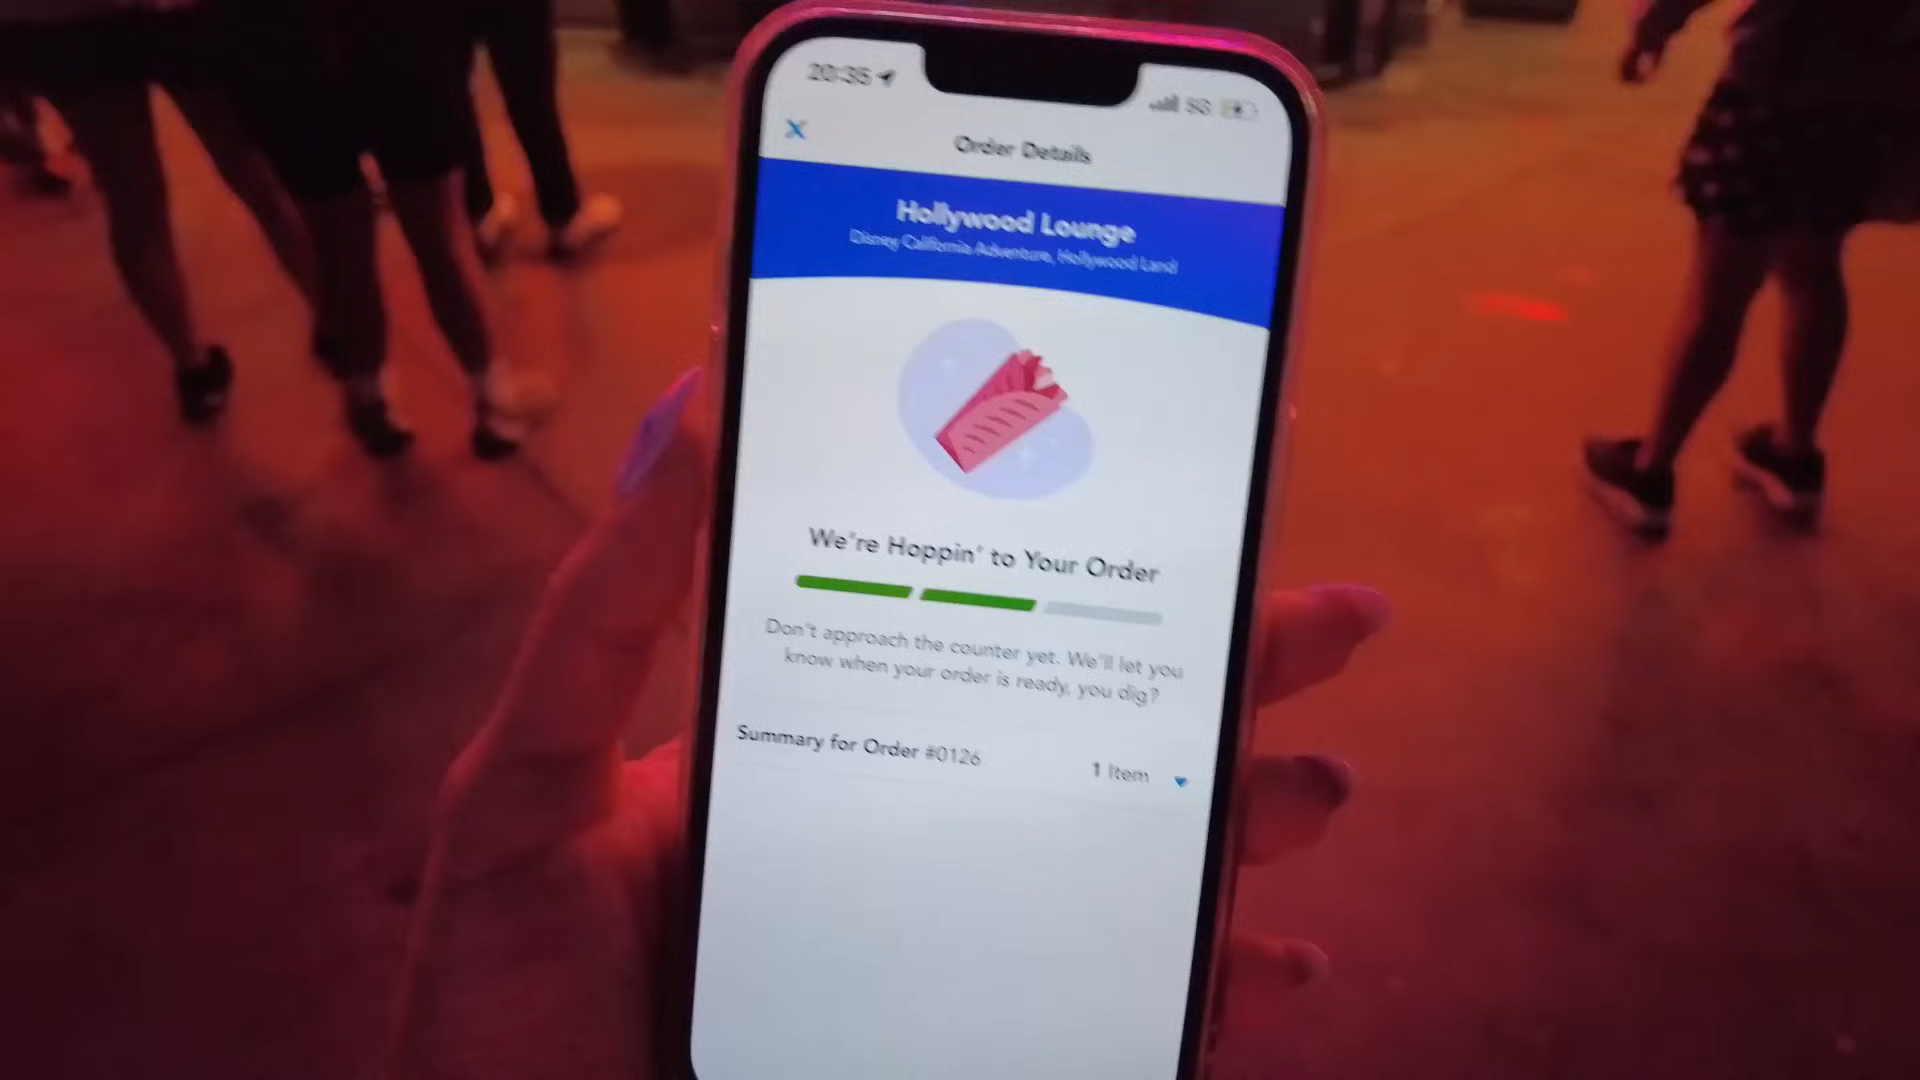 20:35
5G
Order Details
Hollywood Lounge
Disney California Adventure, Hollywood Land
We're Hoppin' to Your Order
Don't approach the counter yet. We'll let you
know when your order is ready, you dig?
Summary for Order #0126
1 Item